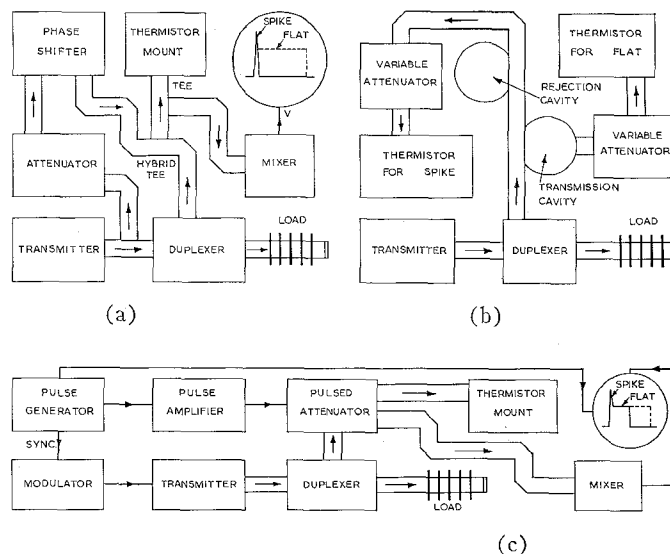 PHASE
SHIFTER
THERMISTOR
MOUNT
SPIKE
FLAT
TEE
V
ATTENUATOR
HYBRID
TEE
MIXER
TRANSMITTER
DUPLEXER
LOAD
(a)
VARIABLE
ATTENUATOR
THERMISTOR
FOR SPIKE
REJECTION
CAVITY
THERMISTOR
FOR FLAT
VARIABLE
ATTENUATOR
TRANSMISSION
CAVITY
TRANSMITTER
DUPLEXER
LOAD
(b)
PULSE
GENERATOR
PULSE
AMPLIFIER
PULSED
ATTENUATOR
THERMISTOR
MOUNT
SPIKE
FLAT
SYNC.
MODULATOR
TRANSMITTER
DUPLEXER
LOAD
MIXER
(c)